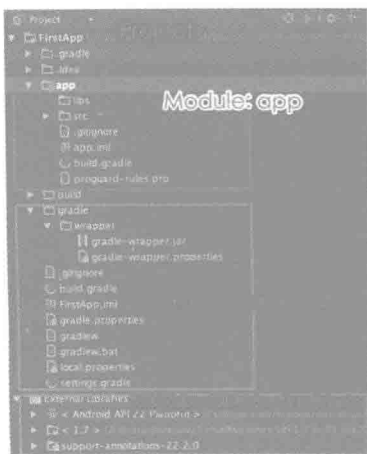 Project
FirstApp
.gradle
.idea
app
Module: app
libs
src
.gitignore
app.iml
build.gradle
proguard-rules.pro
build
gradle
wrapper
gradle-wrapper.jar
gradle-wrapper.properties
.gitignore
build.gradle
FirstApp.iml
gradle.properties
gradlew
gradlew.bat
local.properties
settings.gradle
External Libraries
< Android API 22 Platform >
< 1.7 >
support-annotations-22.2.0